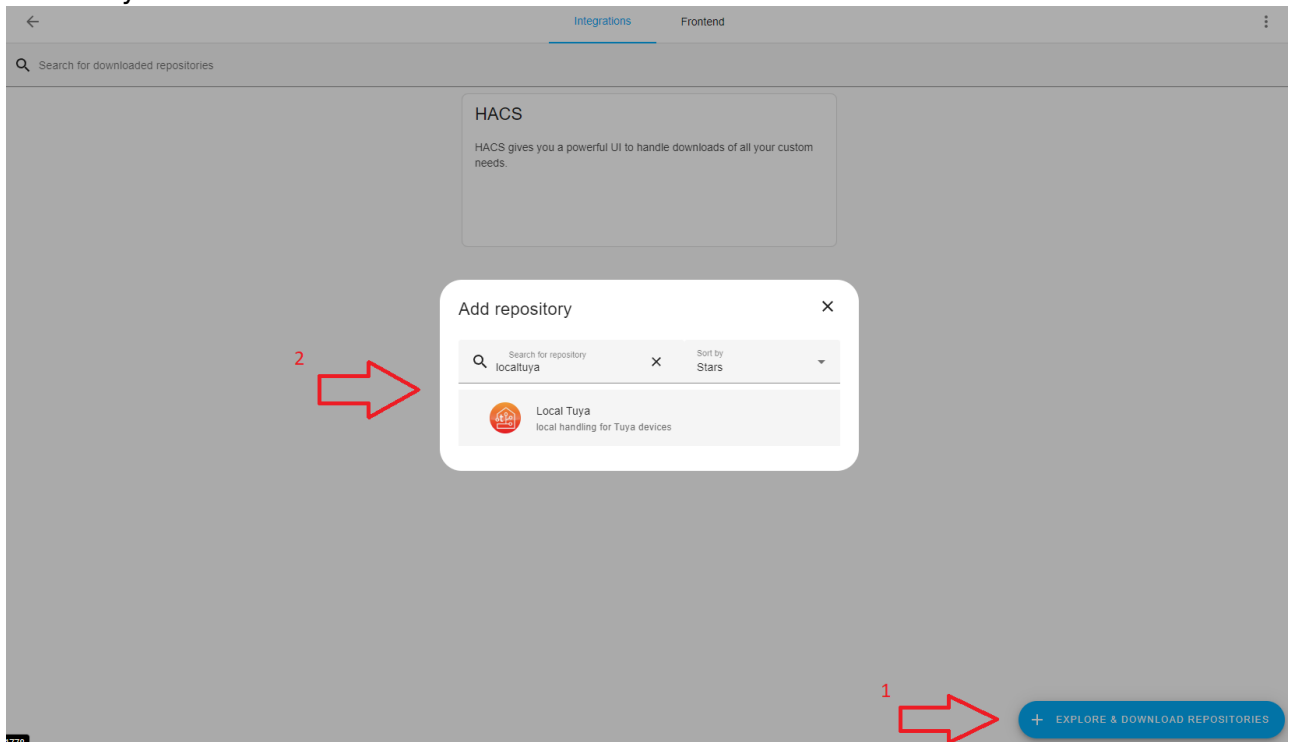 Integrations Frontend
Search for downloaded repositories
HACS
HACS gives you a powerful UI to handle downloads of all your custom
needs.
Add repository
Search for repository Sort by
localtuya Stars
2
Local Tuya
local handling for Tuya devices
1
EXPLORE & DOWNLOAD REPOSITORIES